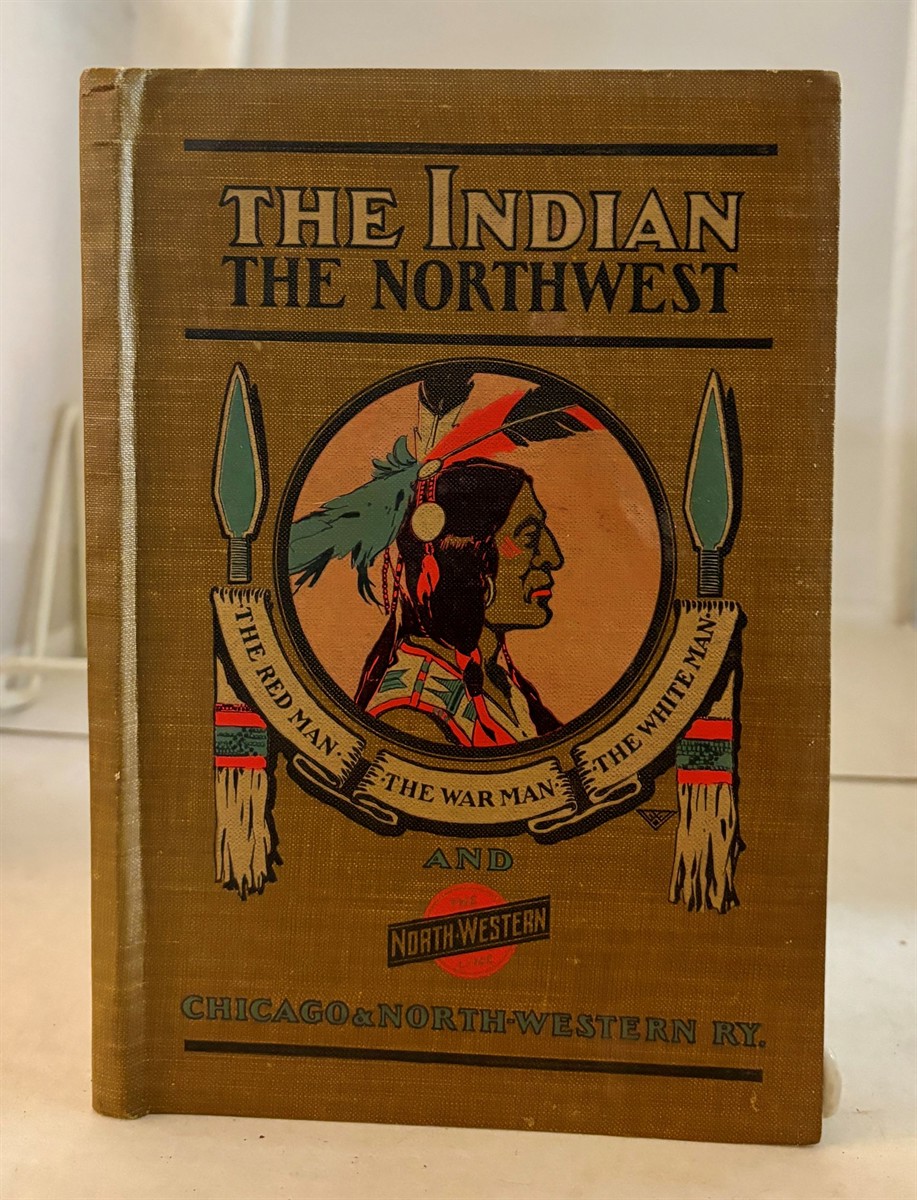 THE INDIAN
THE NORTHWEST
·THE RED MAN·
·THE WAR MAN·
·THE WHITE MAN·
AND
THE
NORTH-WESTERN
LINE
CHICAGO & NORTH-WESTERN RY.